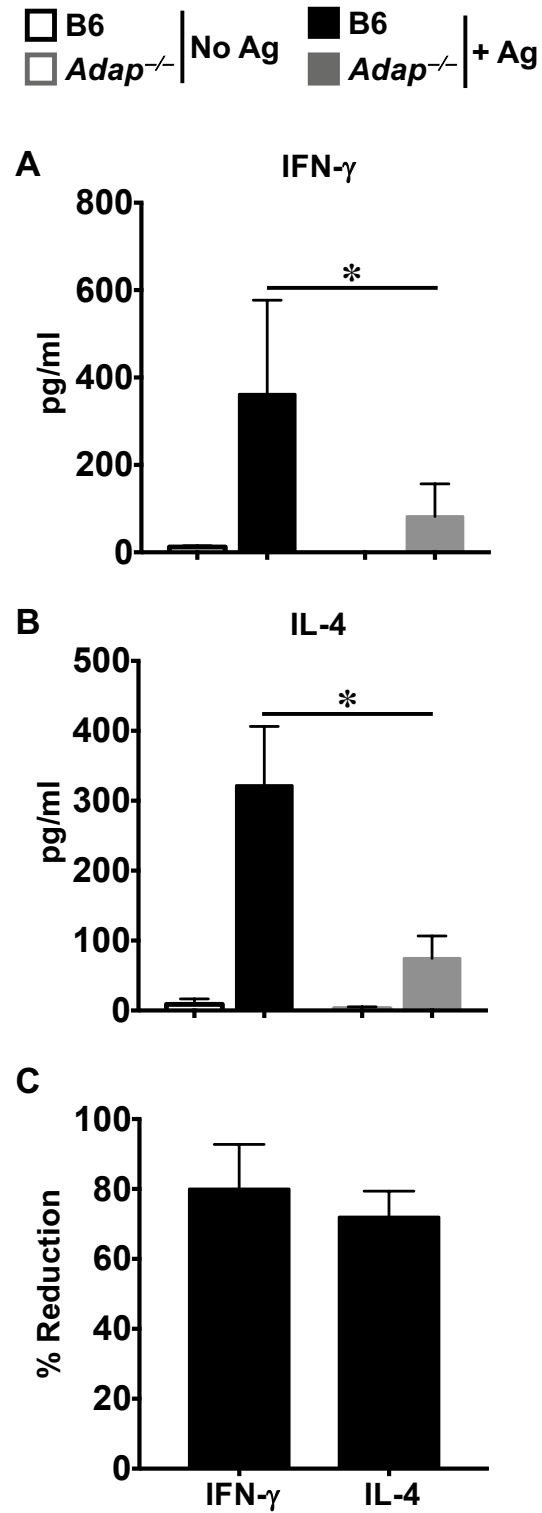 B6
Adap–/–
No Ag
B6
Adap–/–
+ Ag
A
IFN-γ
800
600
400
200
0
pg/ml
*
B
IL-4
500
400
300
200
100
0
pg/ml
*
C
100
80
60
40
20
0
% Reduction
IFN-γ IL-4